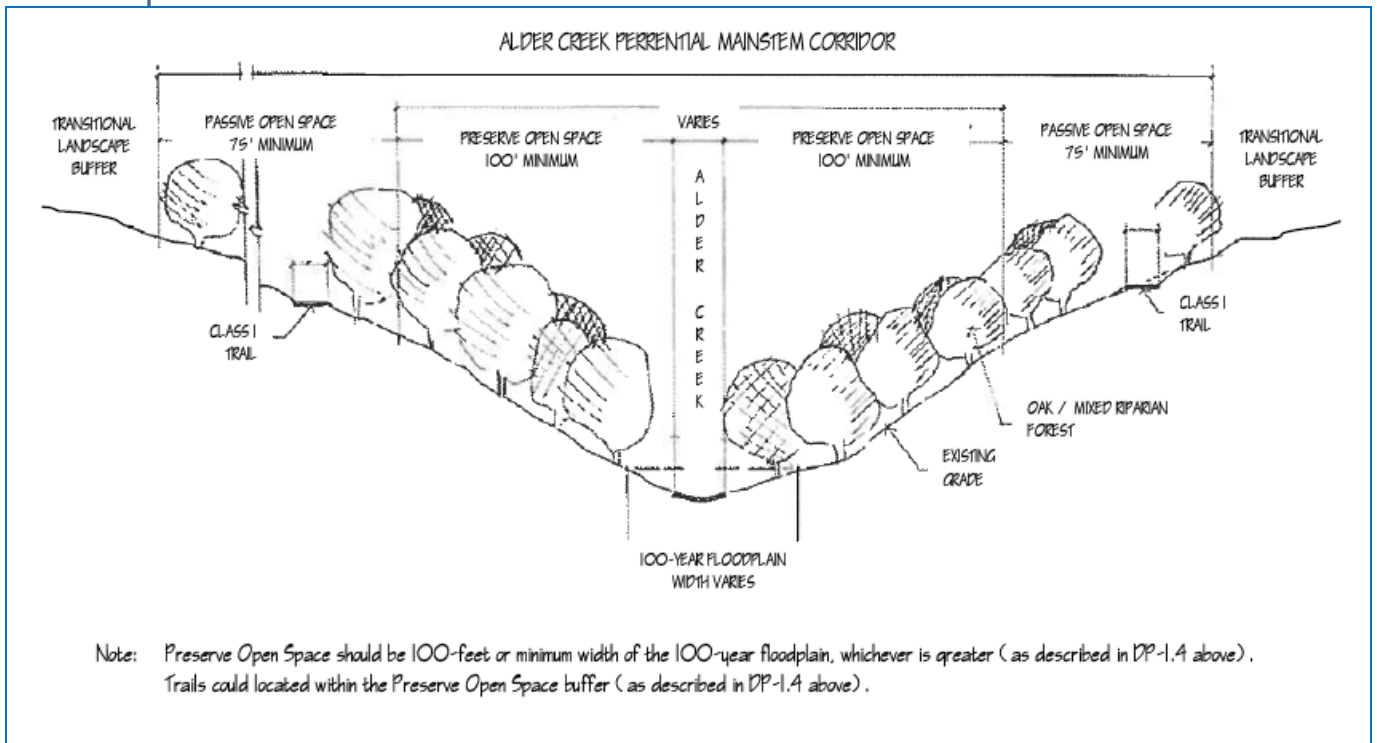 ALDER CREEK PERRENTIAL MAINSTEM CORRIDOR
TRANSITIONAL
LANDSCAPE
BUFFER
PASSIVE OPEN SPACE
75' MINIMUM
PRESERVE OPEN SPACE
100' MINIMUM
VARIES
PRESERVE OPEN SPACE
100' MINIMUM
PASSIVE OPEN SPACE
75' MINIMUM
TRANSITIONAL
LANDSCAPE
BUFFER
ALDER CREEK
CLASS I
TRAIL
CLASS I
TRAIL
OAK / MIXED RIPARIAN
FOREST
EXISTING
GRADE
100-YEAR FLOODPLAIN
WIDTH VARIES
Note: Preserve Open Space should be 100-feet or minimum width of the 100-year floodplain, whichever is greater (as described in DP-1.4 above).
Trails could located within the Preserve Open Space buffer (as described in DP-1.4 above).